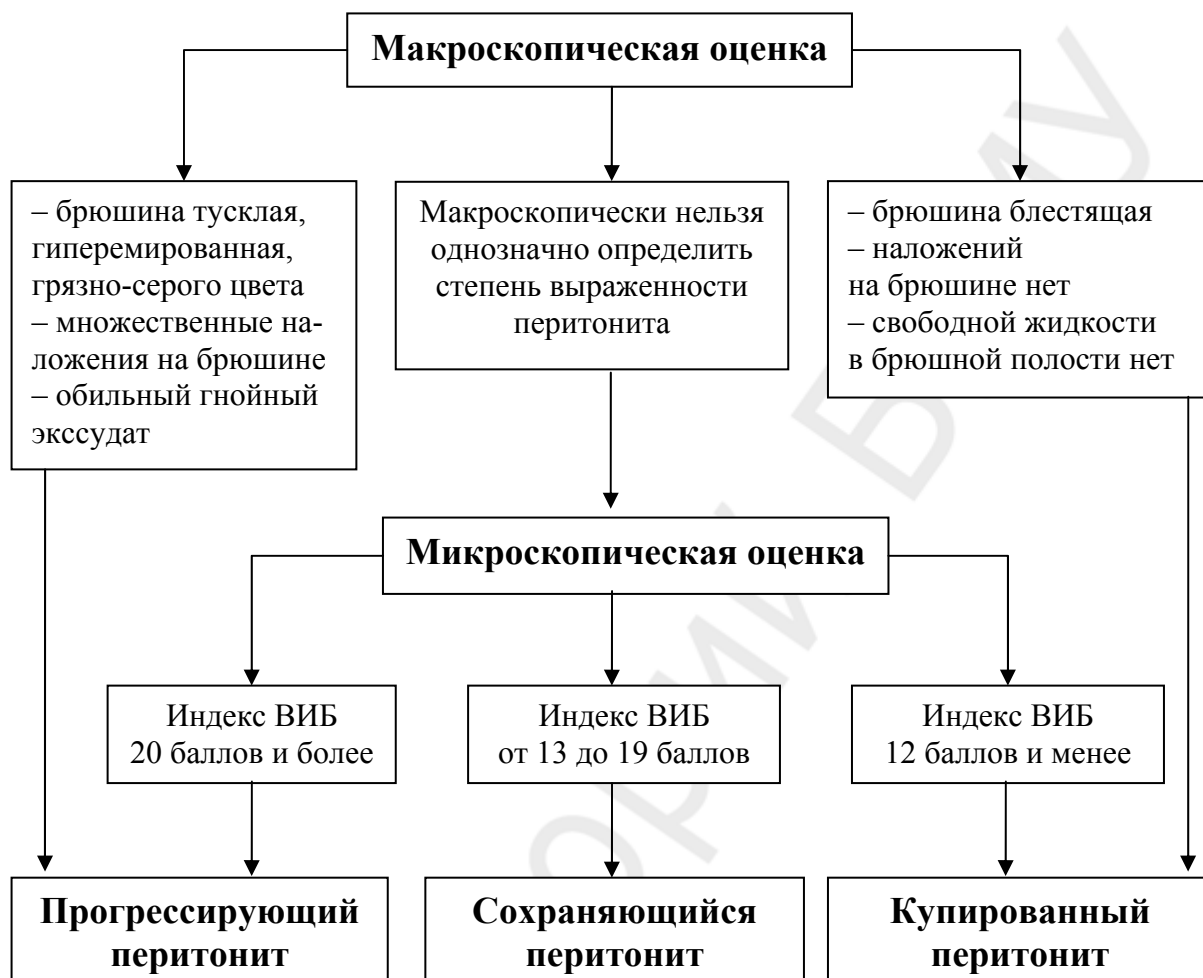 Макроскопическая оценка
– брюшина тусклая,
гиперемированная,
грязно-серого цвета
– множественные на-
ложения на брюшине
– обильный гнойный
экссудат
Макроскопически нельзя
однозначно определить
степень выраженности
перитонита
– брюшина блестящая
– наложений
на брюшине нет
– свободной жидкости
в брюшной полости нет
Микроскопическая оценка
Индекс ВИБ
20 баллов и более
Индекс ВИБ
от 13 до 19 баллов
Индекс ВИБ
12 баллов и менее
Прогрессирующий
перитонит
Сохраняющийся
перитонит
Купированный
перитонит